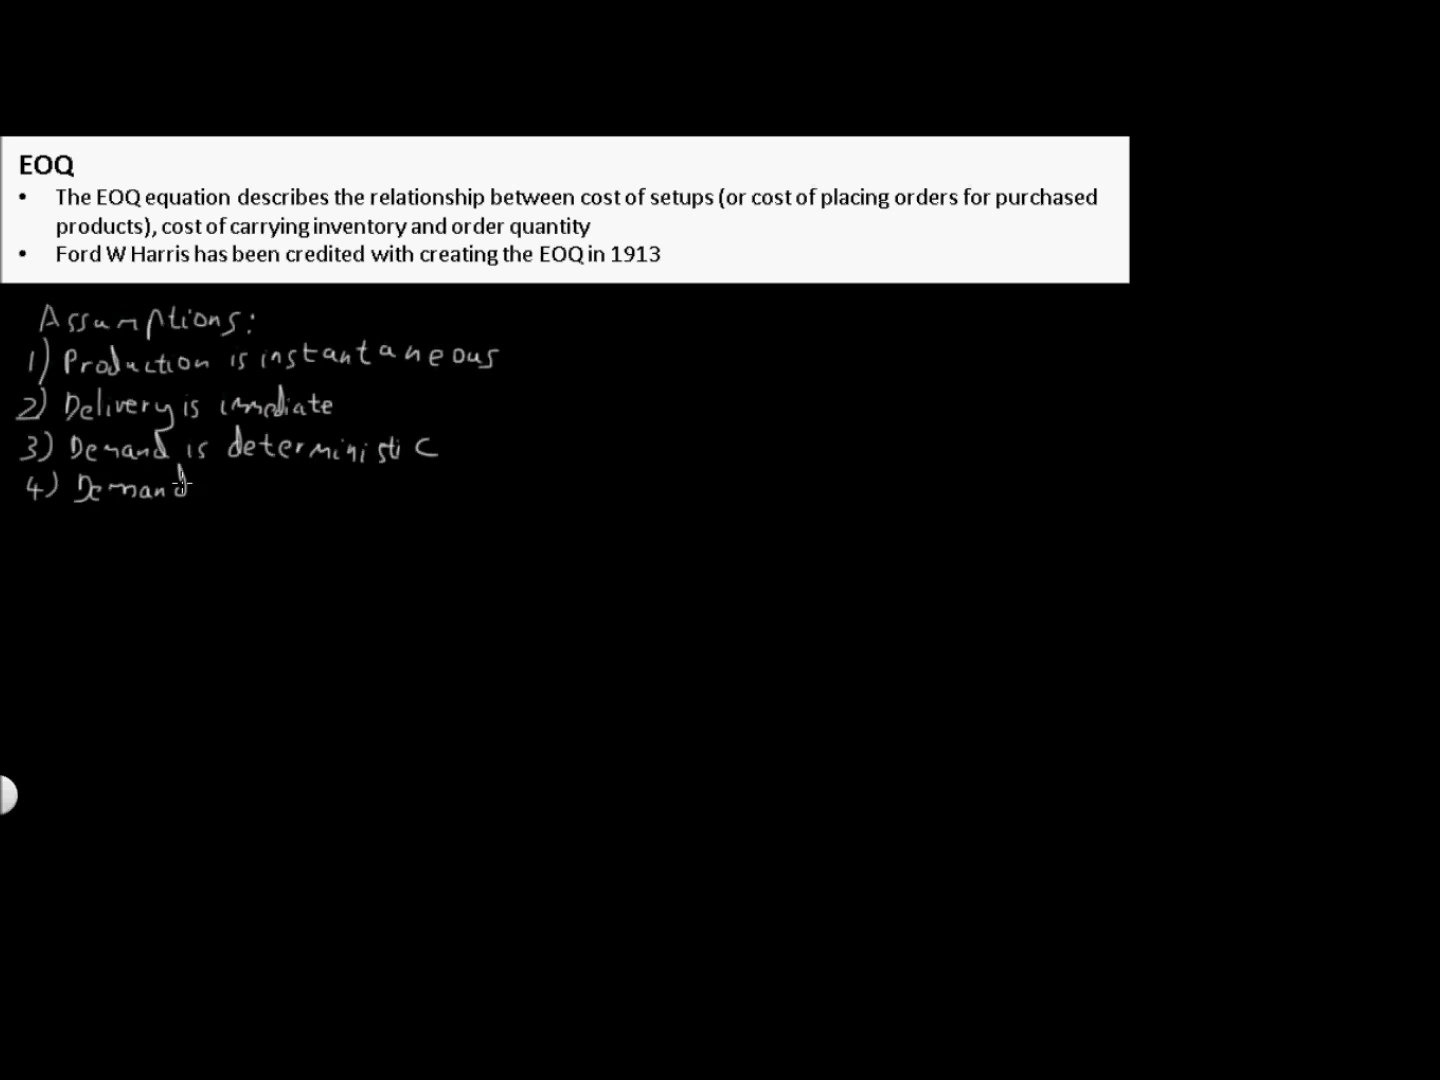 EOQ
• The EOQ equation describes the relationship between cost of setups (or cost of placing orders for purchased
products), cost of carrying inventory and order quantity
• Ford W Harris has been credited with creating the EOQ in 1913
Assumptions:
1) Production is instantaneous
2) Delivery is immediate
3) Demand is deterministic
4) Demand